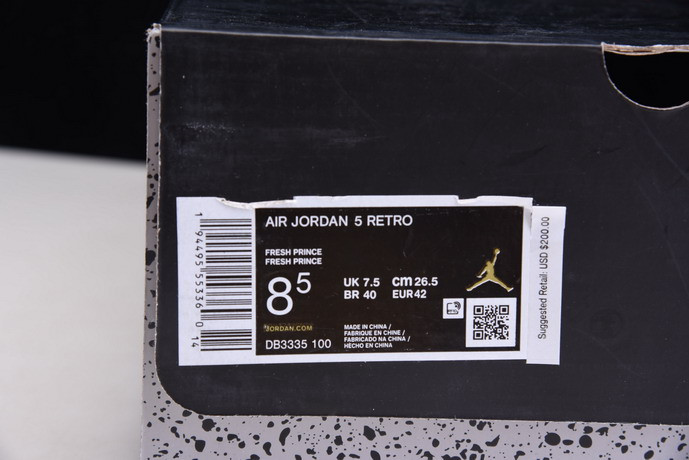 AIR JORDAN 5 RETRO
FRESH PRINCE
FRESH PRINCE
8 5
UK 7.5 cm 26.5
BR 40 EUR 42
JORDAN.COM
DB3335 100
MADE IN CHINA /
FABRIQUE EN CHINE /
FABRICADO NA CHINA /
HECHO EN CHINA
1 94495 55336 0 14
Suggested Retail: USD $200.00